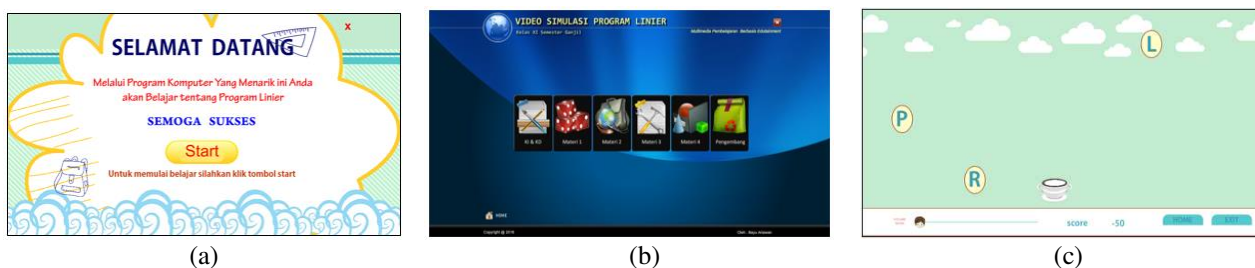 x
SELAMAT DATANG
Melalui Program Komputer Yang Menarik ini Anda
akan Belajar tentang Program Linier
SEMOGA SUKSES
Start
Untuk memulai belajar silahkan klik tombol start
(a)
VIDEO SIMULASI PROGRAM LINIER
Kelas XI Semester Ganjil
Multimedia Pembelajaran Berbasis Edutainment
KI & KD Materi 1 Materi 2 Materi 3 Materi 4 Pengembang
HOME
Copyright @ 2016
(b)
L
P
R
score -50
HOME EXIT
(c)